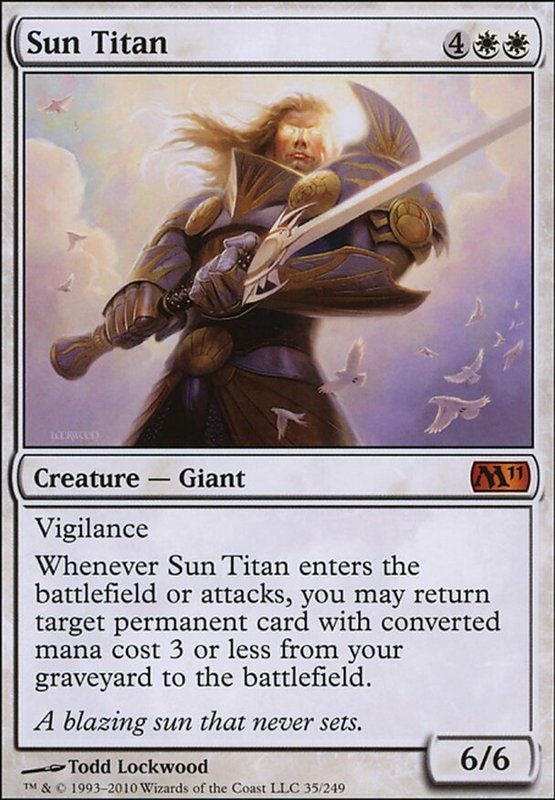 Sun Titan 4
LOCKWOOD
Creature — Giant M11
Vigilance
Whenever Sun Titan enters the
battlefield or attacks, you may return
target permanent card with converted
mana cost 3 or less from your
graveyard to the battlefield.
A blazing sun that never sets.
6/6
Todd Lockwood
™ & © 1993–2010 Wizards of the Coast LLC 35/249